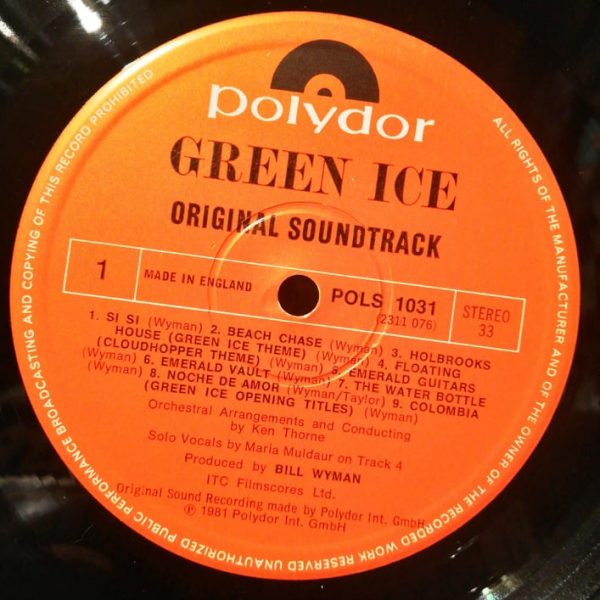 polydor
GREEN ICE
ORIGINAL SOUNDTRACK
1
MADE IN ENGLAND
POLS 1031
(2311 076)
STEREO
33
1. SI SI (Wyman) 2. BEACH CHASE (Wyman) 3. HOLBROOKS
HOUSE (GREEN ICE THEME) (Wyman) 4. FLOATING
(CLOUDHOPPER THEME) (Wyman) 5. EMERALD GUITARS
(Wyman) 6. EMERALD VAULT (Wyman) 7. THE WATER BOTTLE
(Wyman) 8. NOCHE DE AMOR (Wyman/Taylor) 9. COLOMBIA
(GREEN ICE OPENING TITLES) (Wyman)
Orchestral Arrangements and Conducting
by Ken Thorne
Solo Vocals by Maria Muldaur on Track 4
Produced by BILL WYMAN
ITC Filmscores Ltd.
Original Sound Recording made by Polydor Int. GmbH
℗ 1981 Polydor Int. GmbH
ALL RIGHTS OF THE MANUFACTURER AND OF THE OWNER OF THE RECORDED WORK RESERVED UNAUTHORIZED PUBLIC PERFORMANCE BROADCASTING AND COPYING OF THIS RECORD PROHIBITED